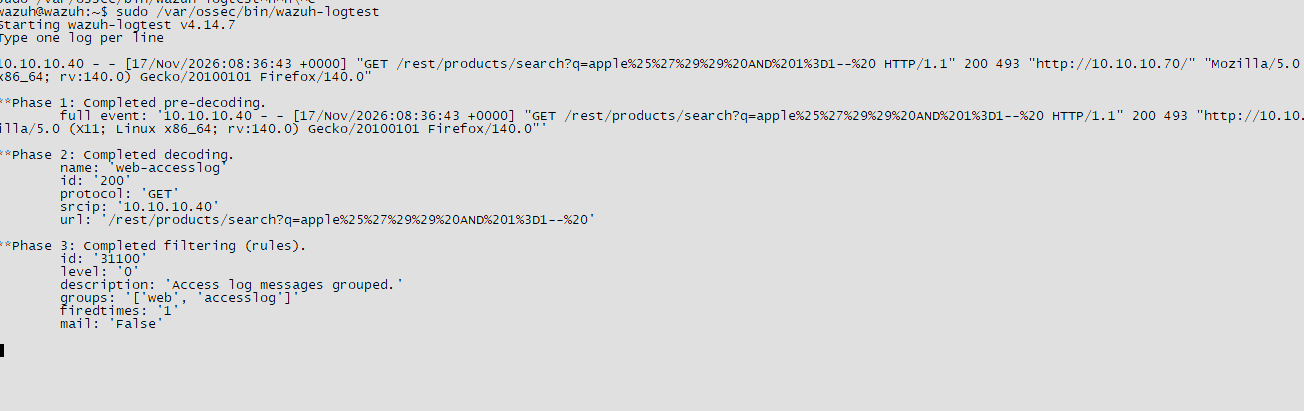 sudo /var/ossec/bin/wazuh-logtest^H^H^[^C
wazuh@wazuh:~$ sudo /var/ossec/bin/wazuh-logtest
Starting wazuh-logtest v4.14.7
Type one log per line
10.10.10.40 - - [17/Nov/2026:08:36:43 +0000] "GET /rest/products/search?q=apple%25%27%29%29%20AND%201%3D1--%20 HTTP/1.1" 200 493 "http://10.10.10.70/" "Mozilla/5.0
x86_64; rv:140.0) Gecko/20100101 Firefox/140.0"
**Phase 1: Completed pre-decoding.
full event: '10.10.10.40 - - [17/Nov/2026:08:36:43 +0000] "GET /rest/products/search?q=apple%25%27%29%29%20AND%201%3D1--%20 HTTP/1.1" 200 493 "http://10.10.
illa/5.0 (X11; Linux x86_64; rv:140.0) Gecko/20100101 Firefox/140.0"'
**Phase 2: Completed decoding.
name: 'web-accesslog'
id: '200'
protocol: 'GET'
srcip: '10.10.10.40'
url: '/rest/products/search?q=apple%25%27%29%29%20AND%201%3D1--%20'
**Phase 3: Completed filtering (rules).
id: '31100'
level: '0'
description: 'Access log messages grouped.'
groups: '['web', 'accesslog']'
firedtimes: '1'
mail: 'False'